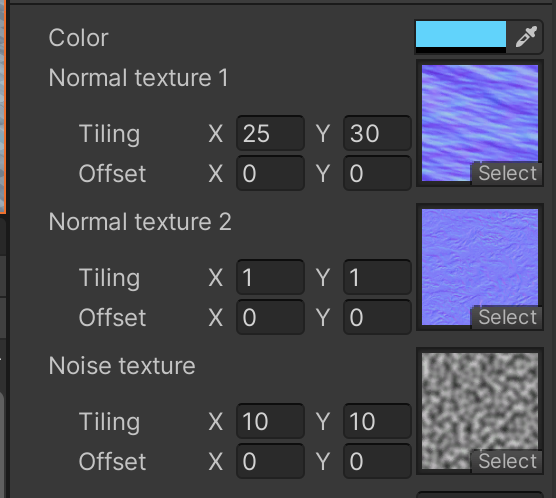 Color
Normal texture 1
Tiling X 25 Y 30
Offset X 0 Y 0
Select
Normal texture 2
Tiling X 1 Y 1
Offset X 0 Y 0
Select
Noise texture
Tiling X 10 Y 10
Offset X 0 Y 0
Select